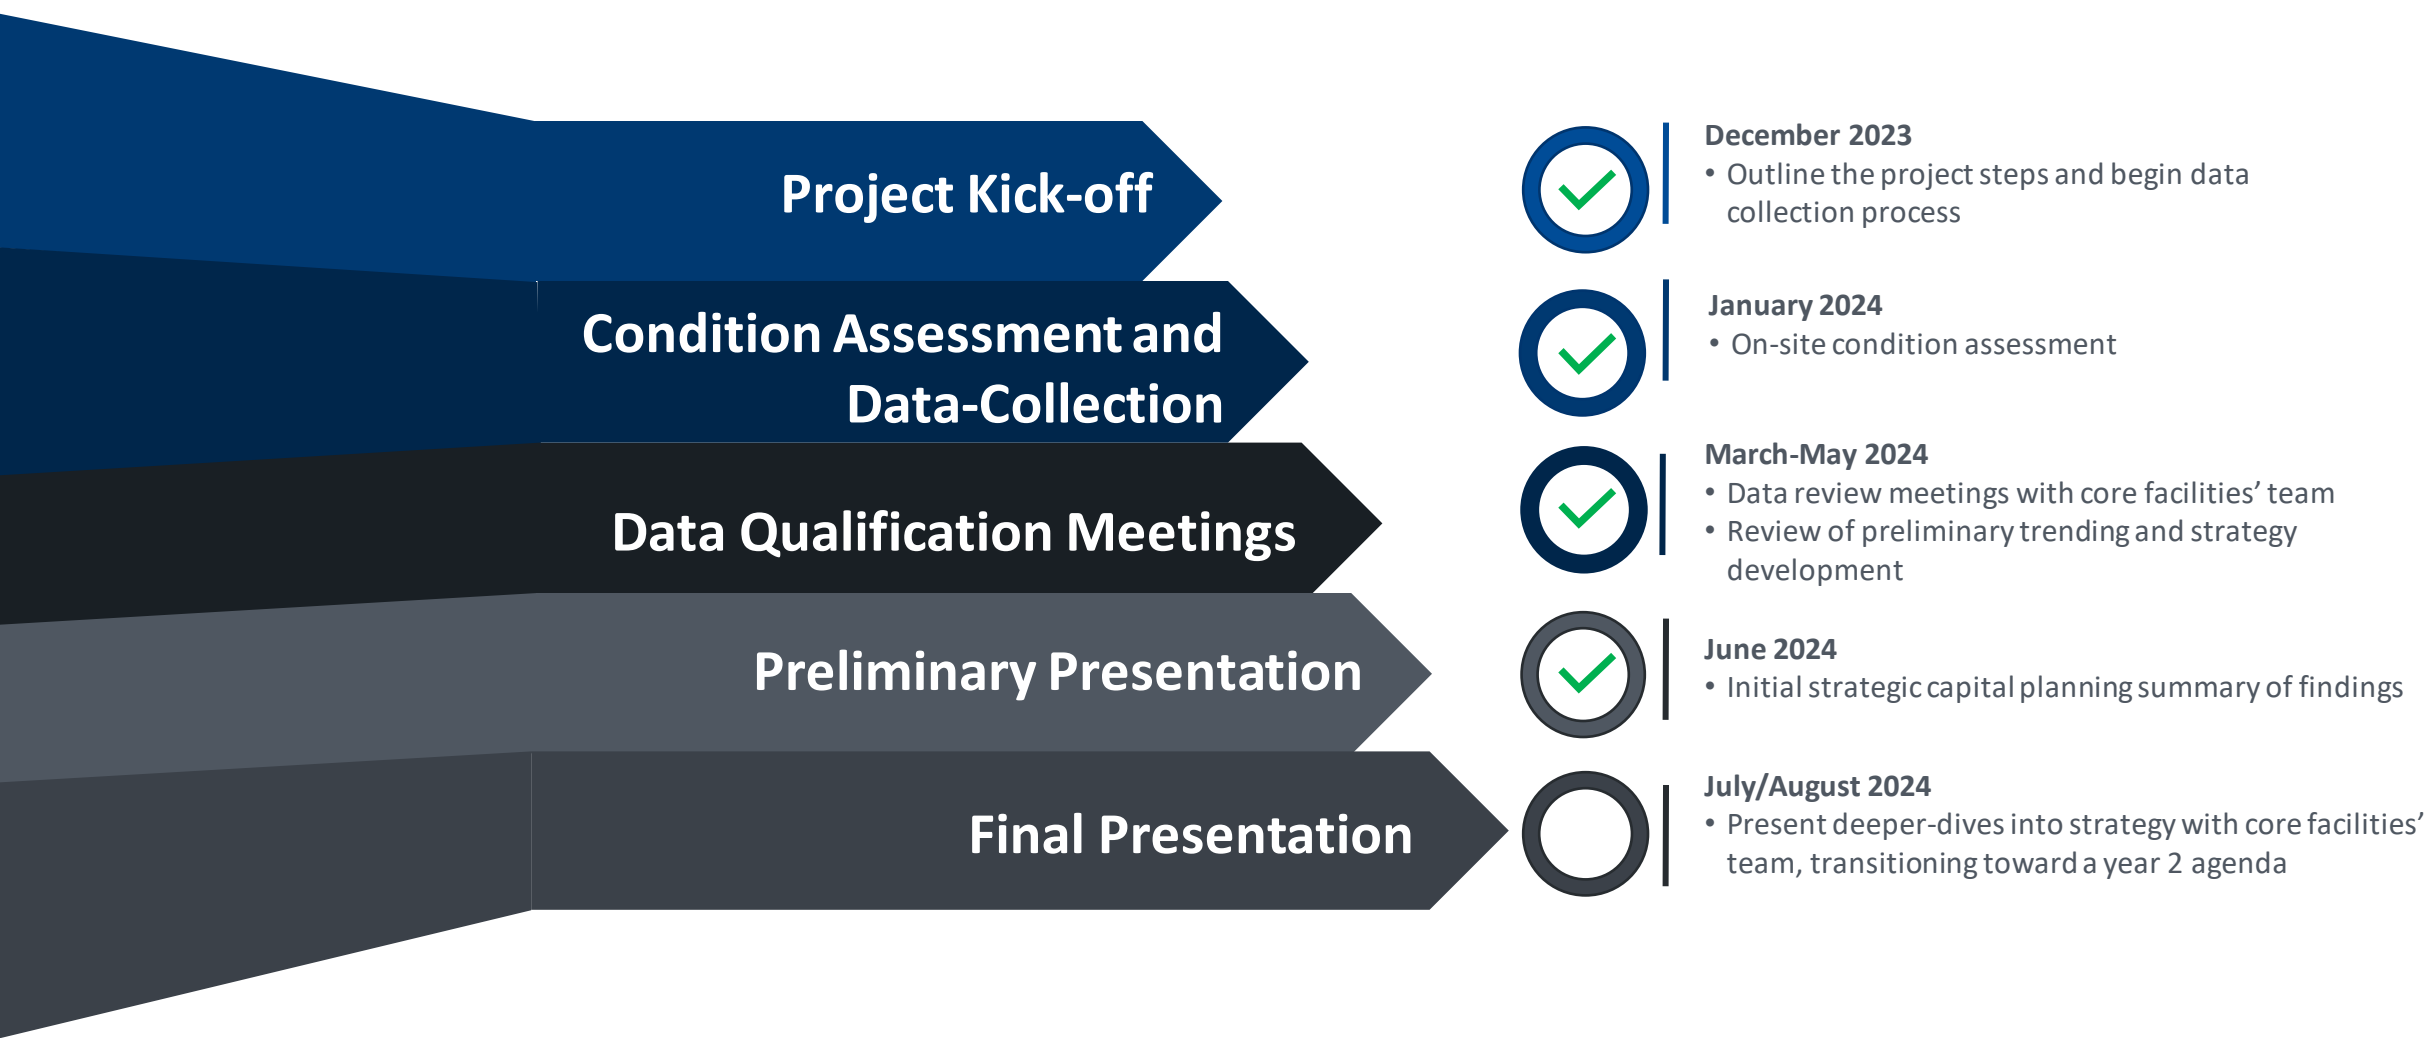 Project Kick-off
December 2023
• Outline the project steps and begin data
collection process
Condition Assessment and
Data-Collection
January 2024
• On-site condition assessment
Data Qualification Meetings
March-May 2024
• Data review meetings with core facilities’ team
• Review of preliminary trending and strategy
development
Preliminary Presentation
June 2024
• Initial strategic capital planning summary of findings
Final Presentation
July/August 2024
• Present deeper-dives into strategy with core facilities’
team, transitioning toward a year 2 agenda